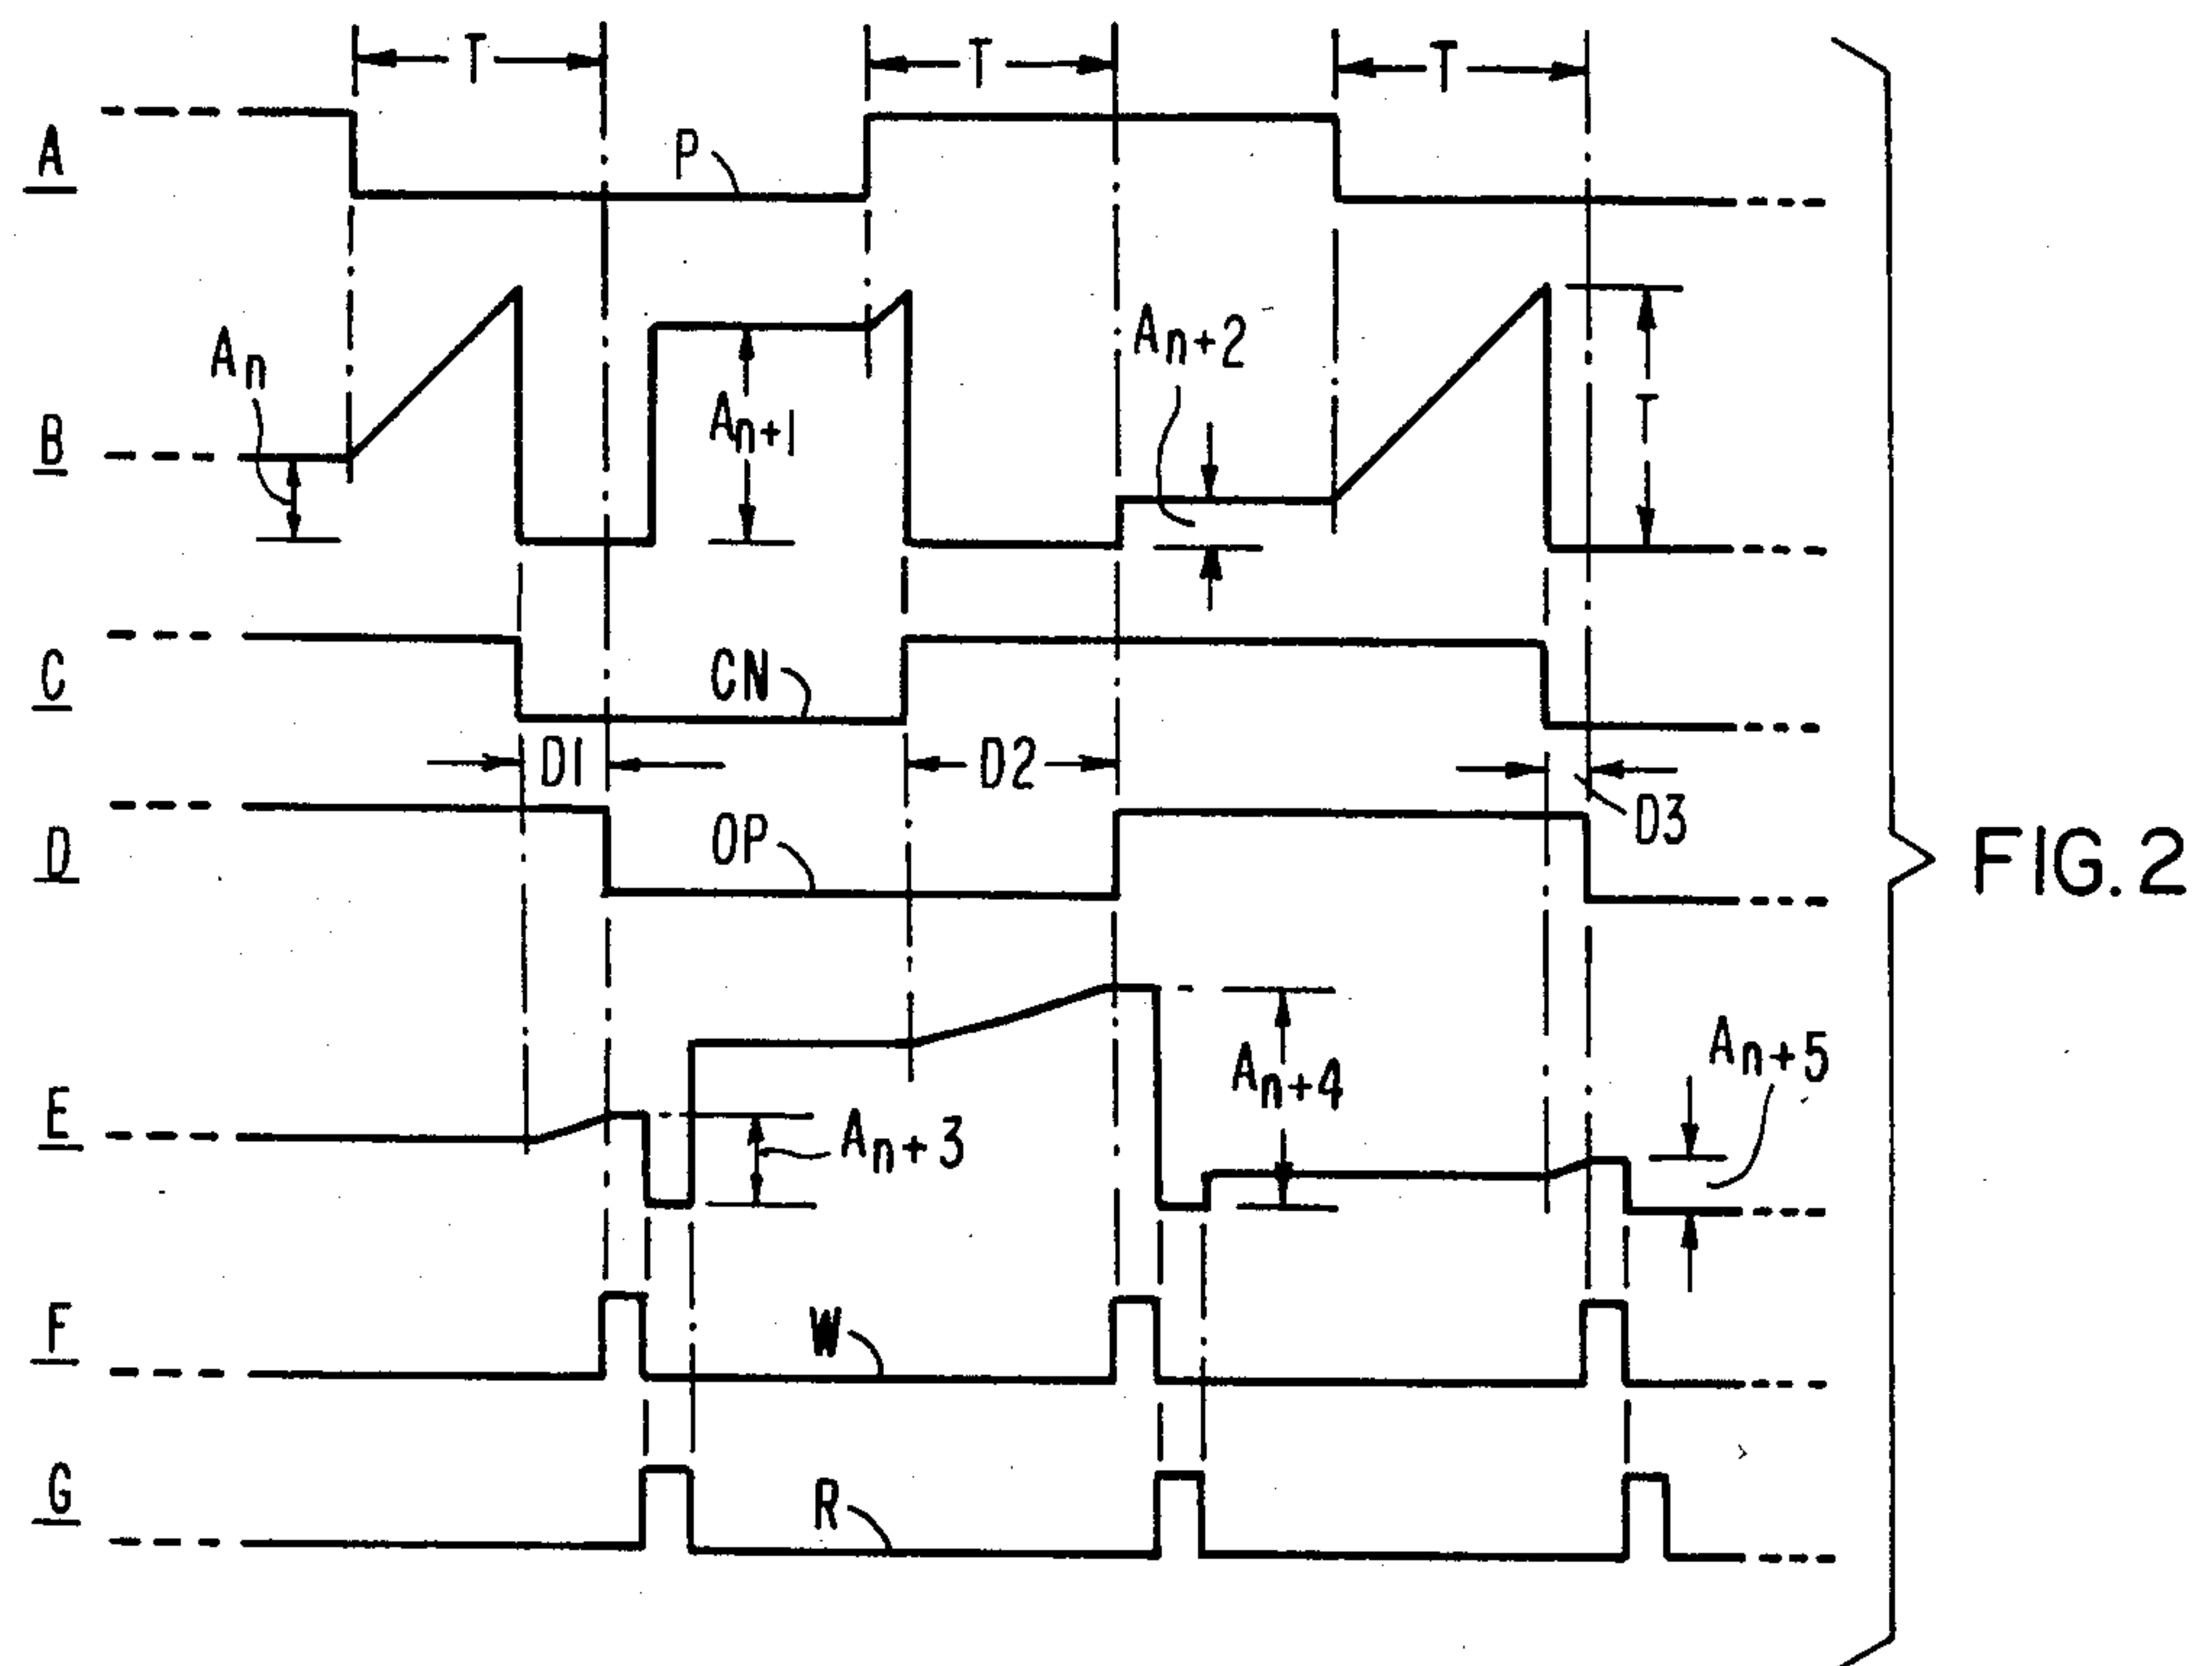 T T T
A P
An An+1 An+2 T
B
C CN
D1 D2 D3
D OP
FIG. 2
E An+3 An+4 An+5
F W
G R